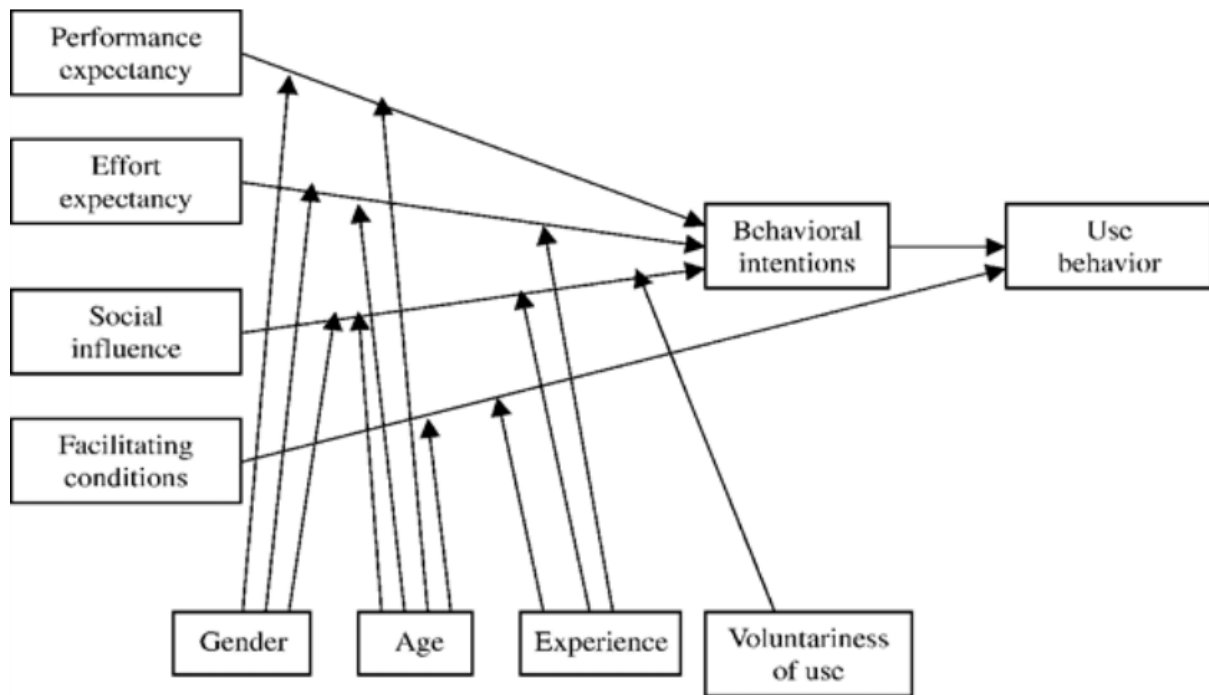 Performance
expectancy
Effort
expectancy
Social
influence
Facilitating
conditions
Behavioral
intentions
Use
behavior
Gender
Age
Experience
Voluntariness
of use